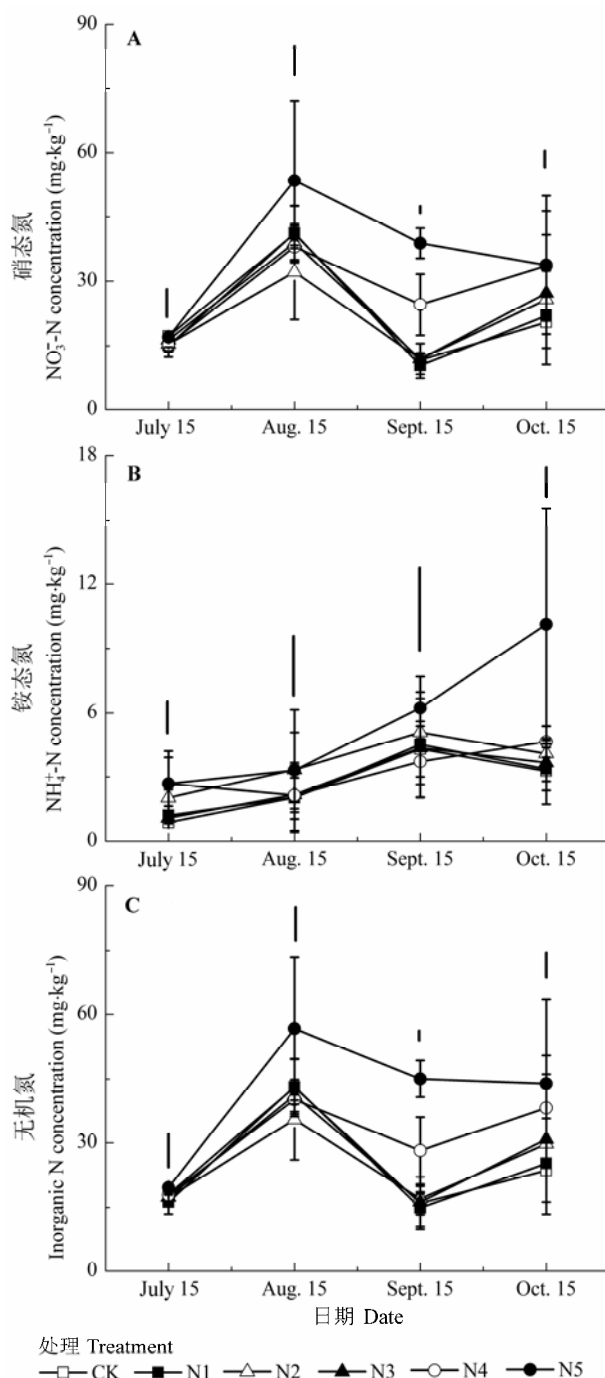 A
硝态氮
NO₃⁻-N concentration (mg·kg⁻¹)
90
60
30
0
July 15 Aug. 15 Sept. 15 Oct. 15
B
铵态氮
NH₄⁺-N concentration (mg·kg⁻¹)
18
12
6
0
July 15 Aug. 15 Sept. 15 Oct. 15
C
无机氮
Inorganic N concentration (mg·kg⁻¹)
90
60
30
0
July 15 Aug. 15 Sept. 15 Oct. 15
日期 Date
处理 Treatment
CK N1 N2 N3 N4 N5